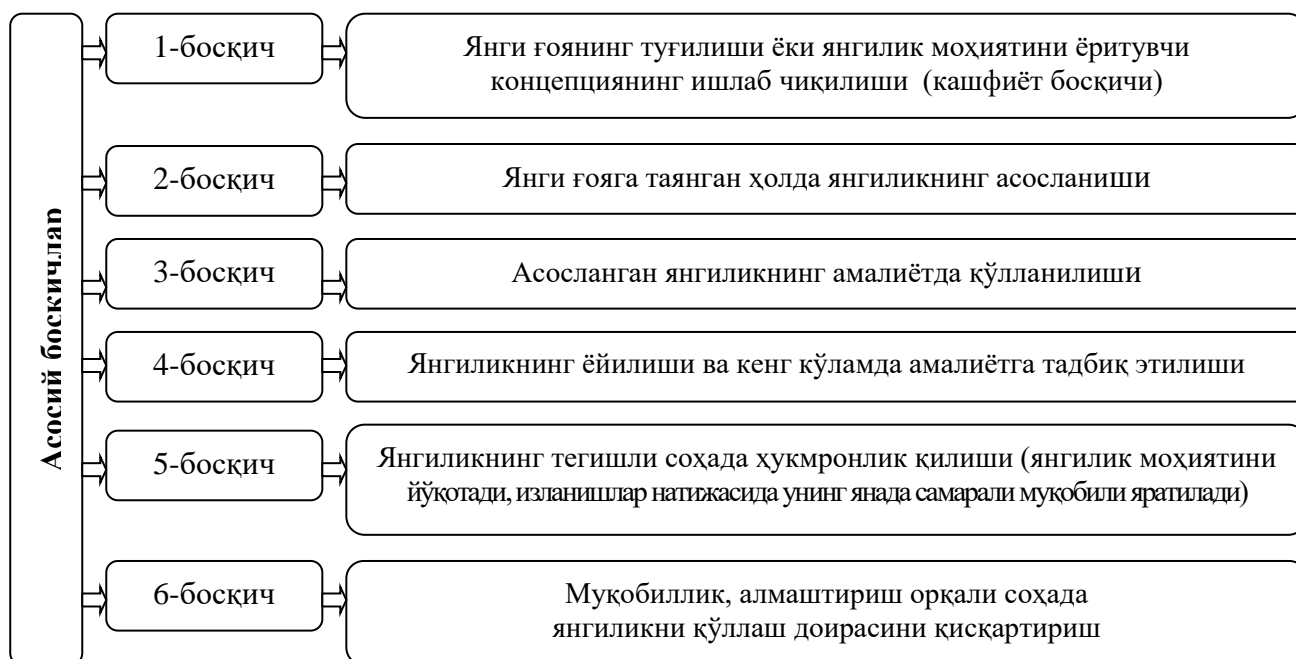 Асосий босқичлар
1-босқич
Янги ғоянинг туғилиши ёки янгилик моҳиятини ёритувчи
концепциянинг ишлаб чиқилиши (кашфиёт босқичи)
2-босқич
Янги ғояга таянган ҳолда янгиликнинг асосланиши
3-босқич
Асосланган янгиликнинг амалиётда қўлланилиши
4-босқич
Янгиликнинг ёйилиши ва кенг кўламда амалиётга тадбиқ этилиши
5-босқич
Янгиликнинг тегишли соҳада ҳукмронлик қилиши (янгилик моҳиятини
йўқотади, изланишлар натижасида унинг янада самарали муқобили яратилади)
6-босқич
Муқобиллик, алмаштириш орқали соҳада
янгиликни қўллаш доирасини қисқартириш